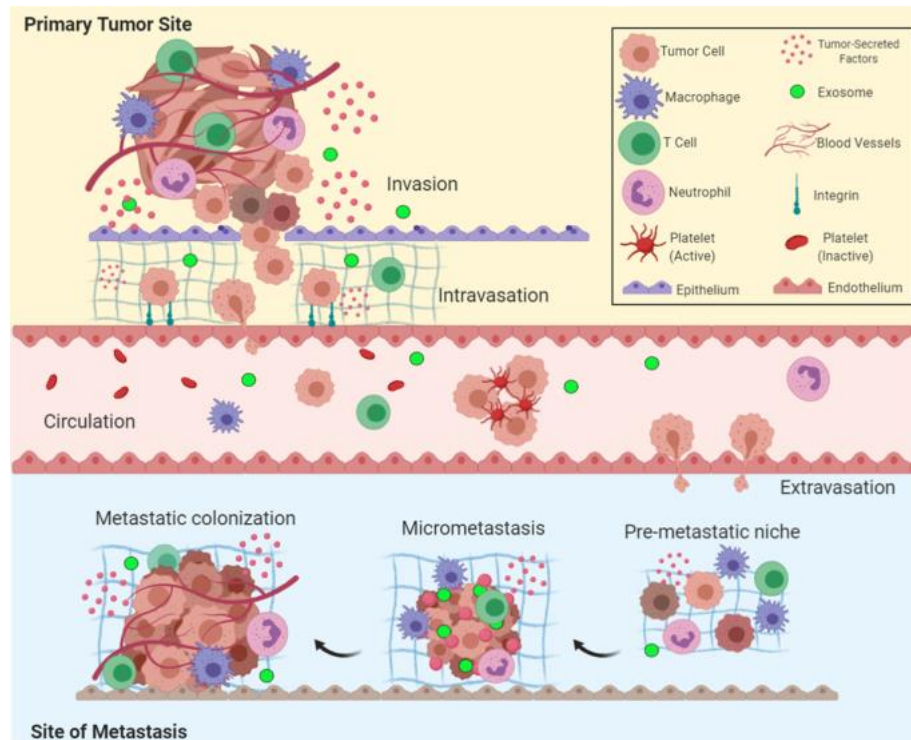 Primary Tumor Site
Tumor Cell
Tumor-Secreted
Factors
Macrophage
Exosome
T Cell
Blood Vessels
Neutrophil
Integrin
Platelet
(Active)
Platelet
(Inactive)
Epithelium
Endothelium
Invasion
Intravasation
Circulation
Extravasation
Metastatic colonization
Micrometastasis
Pre-metastatic niche
Site of Metastasis